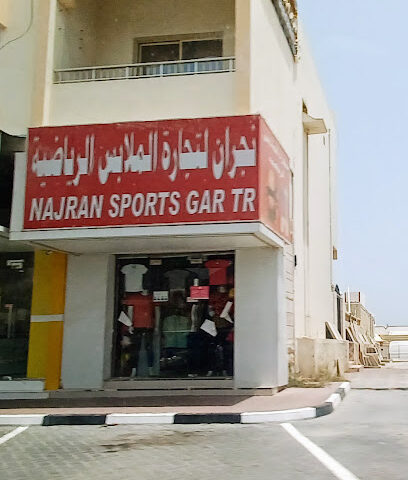 نجران لتجارة الملابس الرياضية
NAJRAN SPORTS GAR TR